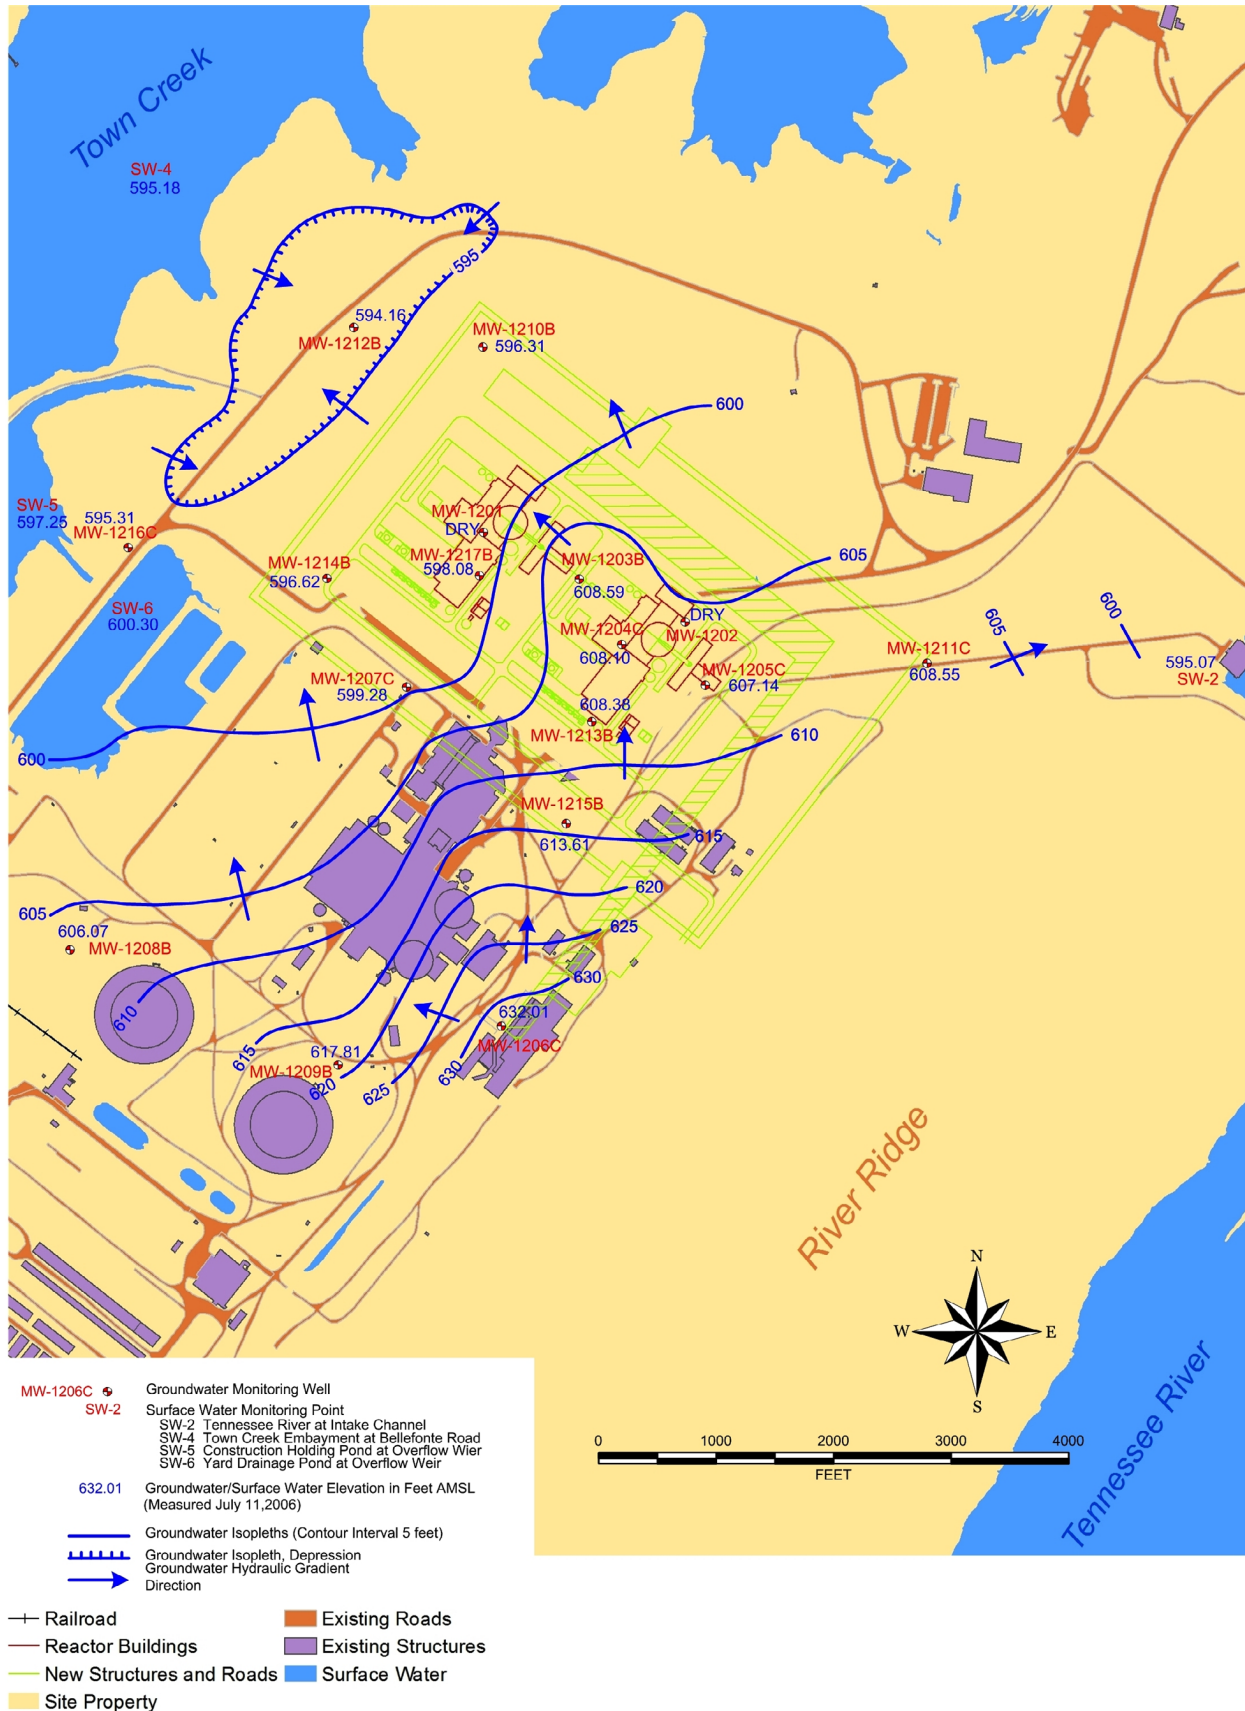 Town Creek
SW-4
595.18
595
594.16
MW-1212B
MW-1210B
596.31
600
MW-1201
DRY
SW-5
597.25
595.31
MW-1216C
MW-1217B
598.08
MW-1214B
596.62
MW-1203B
608.59
605
SW-6
600.30
DRY
MW-1204C
MW-1202
608.10
605
600
MW-1211C
608.55
595.07
SW-2
MW-1205C
607.14
MW-1207C
599.28
608.38
MW-1213B
610
600
MW-1215B
613.61
615
620
605
606.07
MW-1208B
625
630
610
632.01
MW-1206C
615
617.81
MW-1209B
620
625
630
River Ridge
N
W
E
S
Tennessee River
0 1000 2000 3000 4000
FEET
MW-1206C Groundwater Monitoring Well
SW-2 Surface Water Monitoring Point
SW-2 Tennessee River at Intake Channel
SW-4 Town Creek Embayment at Bellefonte Road
SW-5 Construction Holding Pond at Overflow Wier
SW-6 Yard Drainage Pond at Overflow Weir
632.01 Groundwater/Surface Water Elevation in Feet AMSL
(Measured July 11,2006)
Groundwater Isopleths (Contour Interval 5 feet)
Groundwater Isopleth, Depression
Groundwater Hydraulic Gradient
Direction
Railroad
Existing Roads
Reactor Buildings
Existing Structures
New Structures and Roads
Surface Water
Site Property